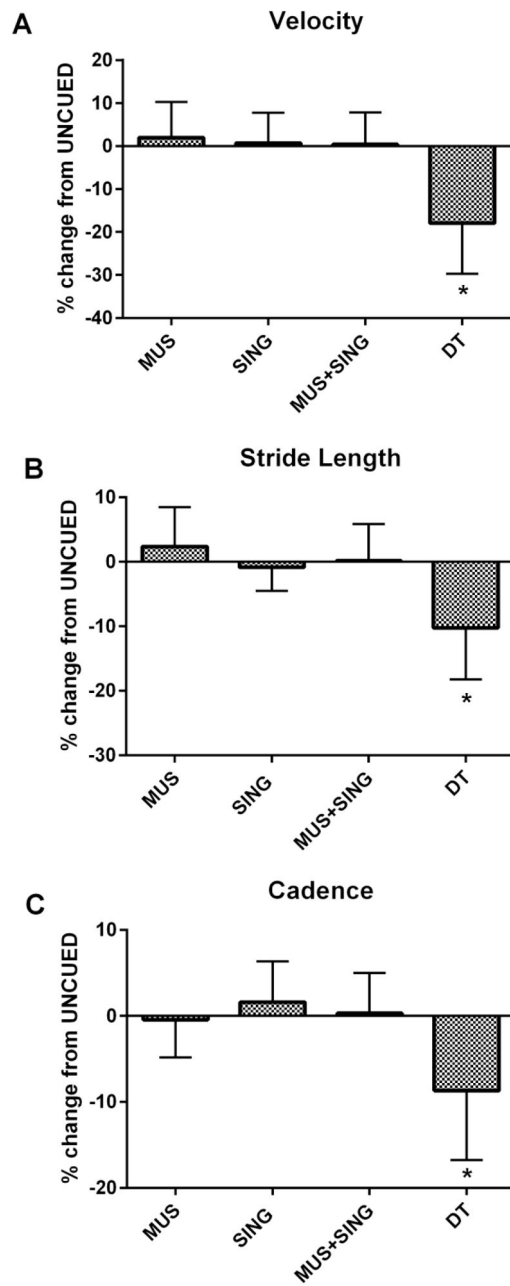 A
Velocity
% change from UNCUED
20
10
0
-10
-20
-30
-40
*
MUS
SING
MUS+SING
DT
B
Stride Length
% change from UNCUED
10
0
-10
-20
-30
*
MUS
SING
MUS+SING
DT
C
Cadence
% change from UNCUED
10
0
-10
-20
*
MUS
SING
MUS+SING
DT